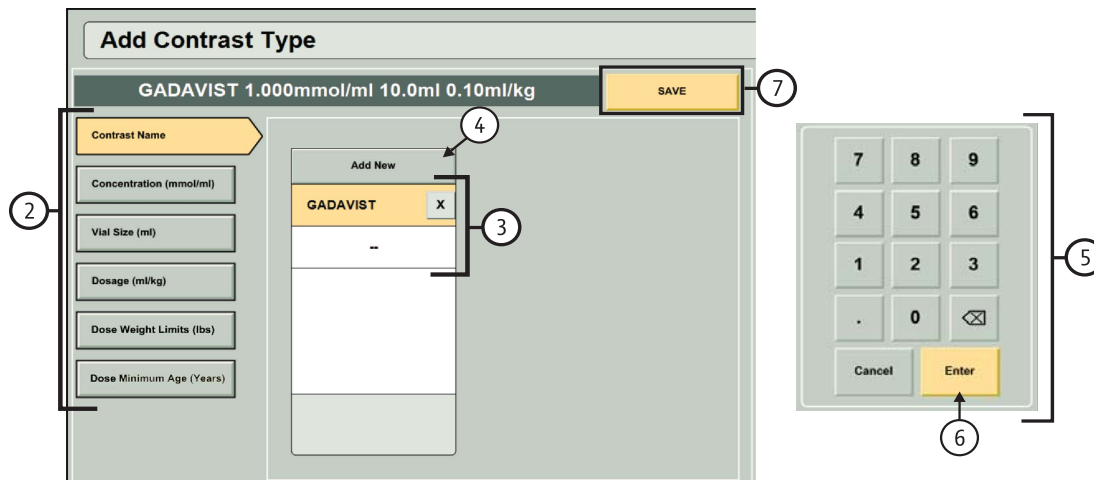 Add Contrast Type
GADAVIST 1.000mmol/ml 10.0ml 0.10ml/kg
SAVE
7
2
Contrast Name
Concentration (mmol/ml)
Vial Size (ml)
Dosage (ml/kg)
Dose Weight Limits (lbs)
Dose Minimum Age (Years)
4
Add New
GADAVIST X
--
3
7 8 9
4 5 6
1 2 3
. 0
Cancel Enter
5
6